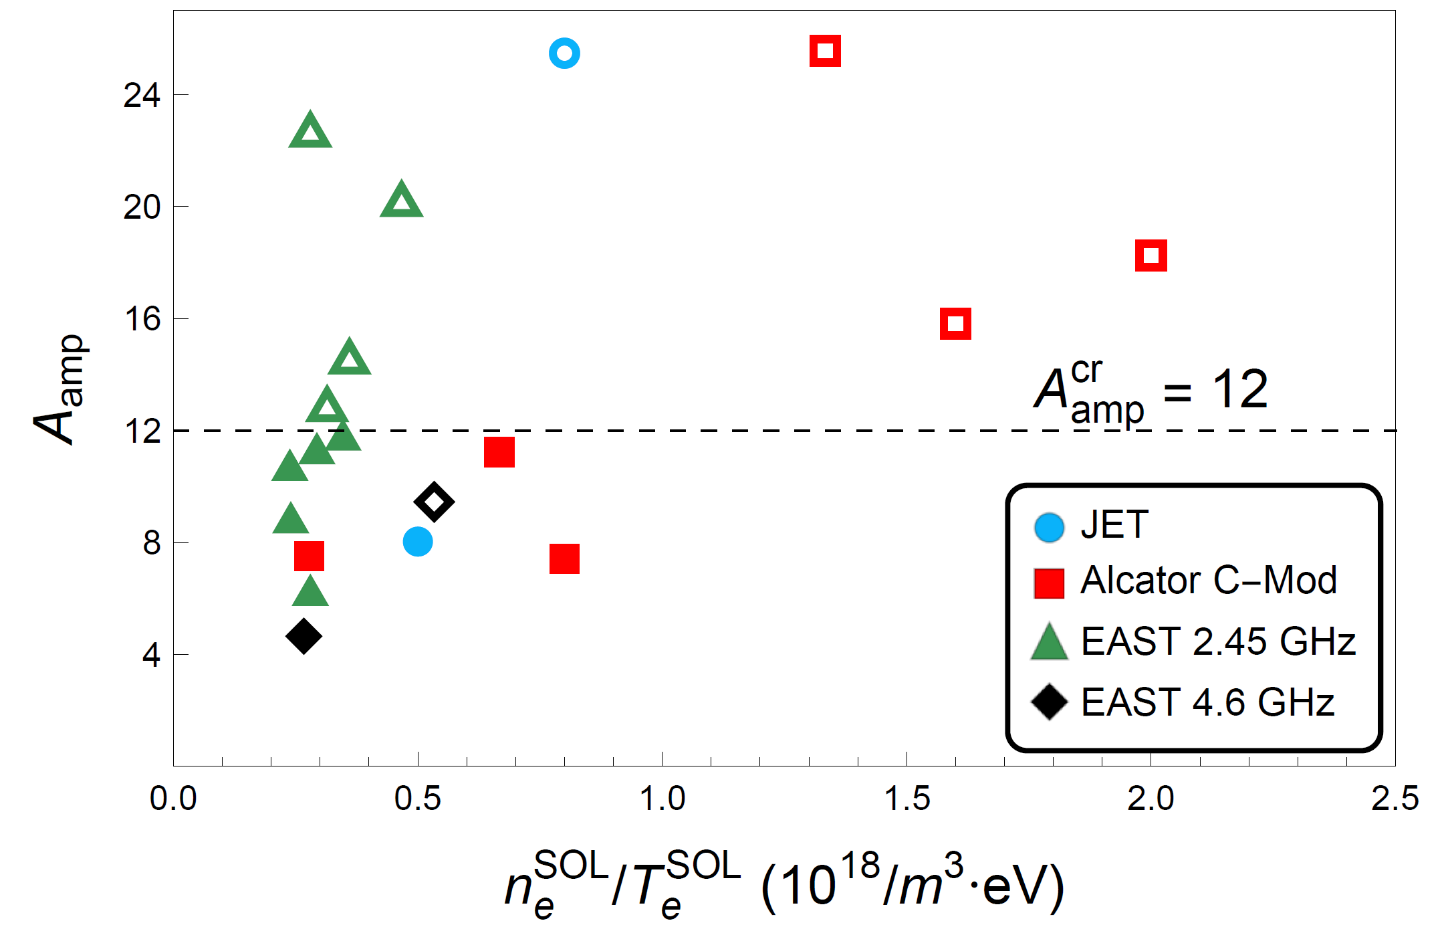 24
20
16
12
8
4
A_amp
A^cr_amp = 12
JET
Alcator C−Mod
EAST 2.45 GHz
EAST 4.6 GHz
0.0 0.5 1.0 1.5 2.0 2.5
n_e^SOL/T_e^SOL (10^18/m^3·eV)